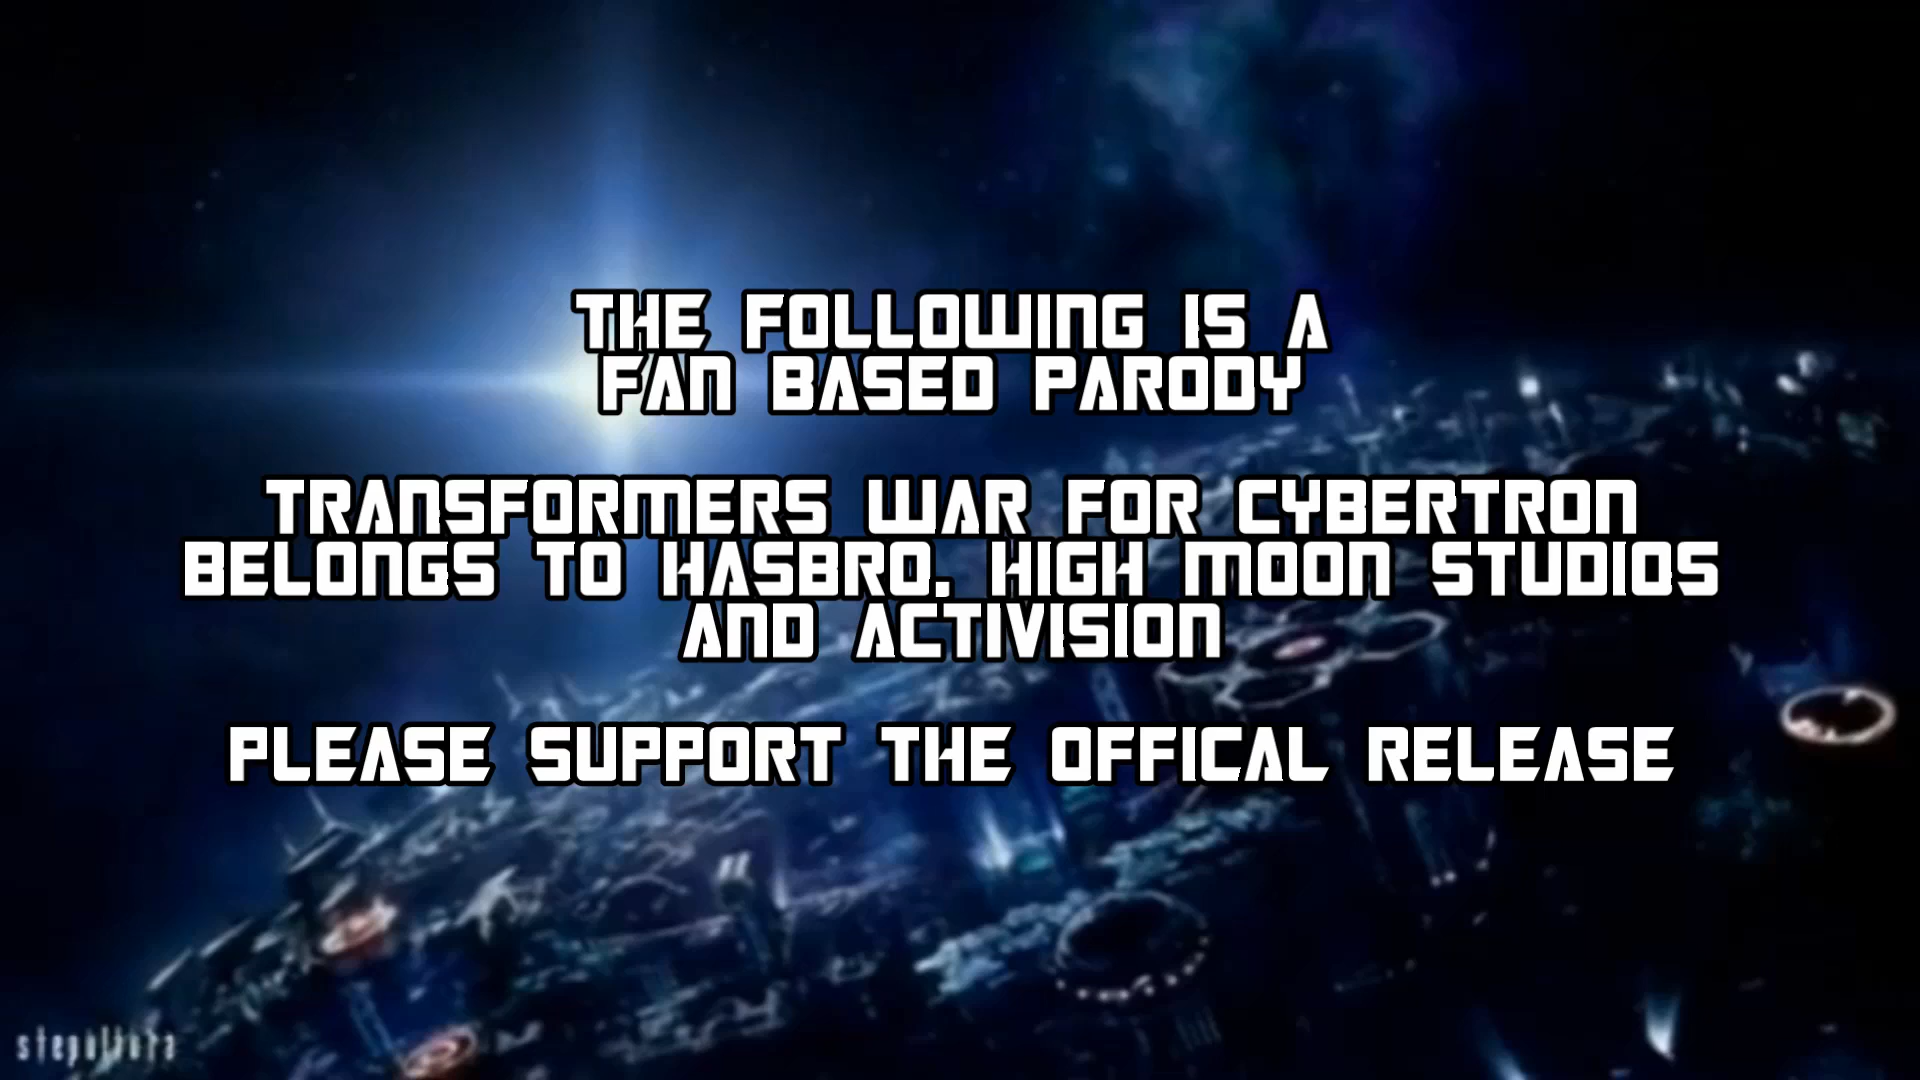 THE FOLLOWING IS A
FAN BASED PARODY
TRANSFORMERS WAR FOR CYBERTRON
BELONGS TO HASBRO, HIGH MOON STUDIOS
AND ACTIVISION
PLEASE SUPPORT THE OFFICAL RELEASE